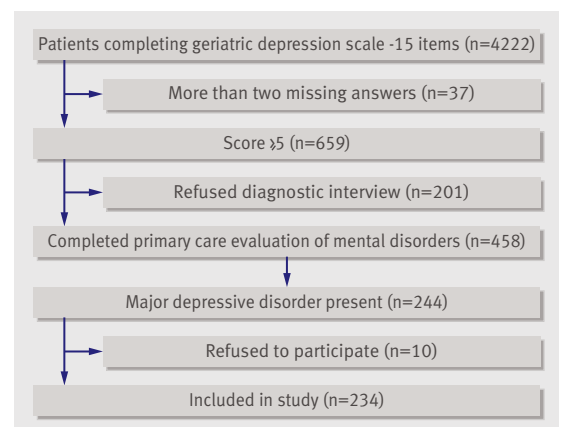 Patients completing geriatric depression scale -15 items (n=4222)
More than two missing answers (n=37)
Score ≥5 (n=659)
Refused diagnostic interview (n=201)
Completed primary care evaluation of mental disorders (n=458)
Major depressive disorder present (n=244)
Refused to participate (n=10)
Included in study (n=234)